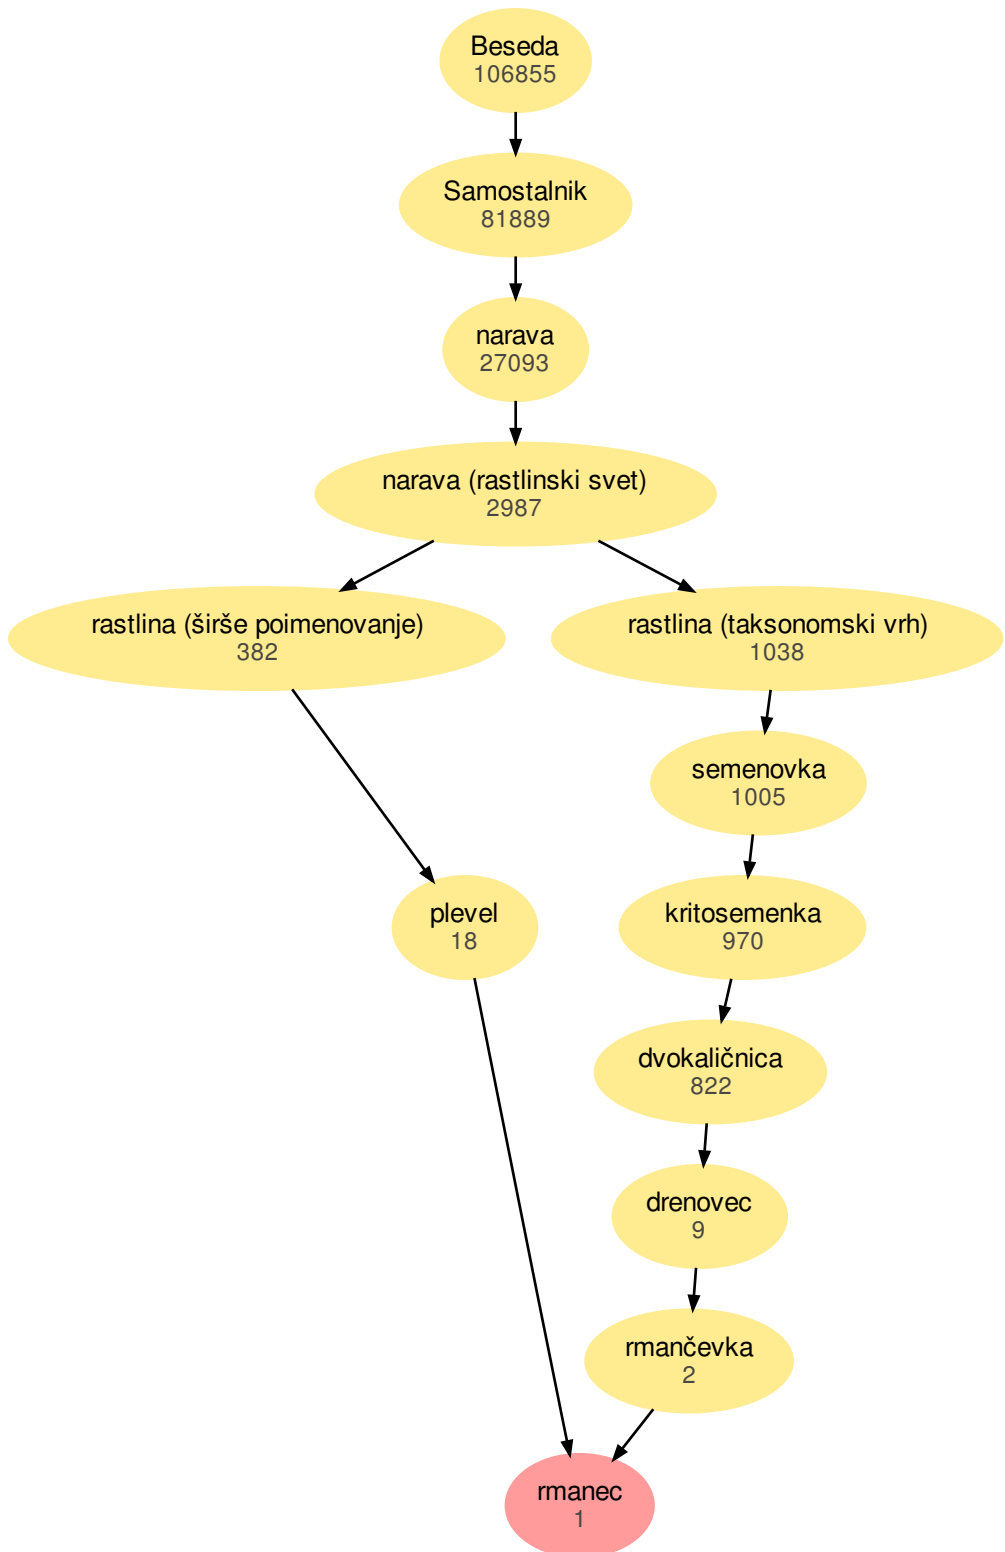 Beseda
106855
Samostalnik
81889
narava
27093
narava (rastlinski svet)
2987
rastlina (širše poimenovanje)
382
rastlina (taksonomski vrh)
1038
semenovka
1005
plevel
18
kritosemenka
970
dvokaličnica
822
drenovec
9
rmančevka
2
rmanec
1